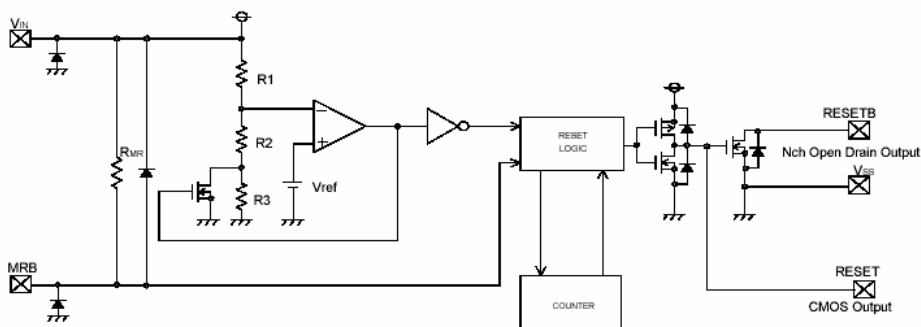 VIN
R1
R2
R3
RMR
Vref
RESET
LOGIC
COUNTER
RESETB
Nch Open Drain Output
VSS
MRB
RESET
CMOS Output